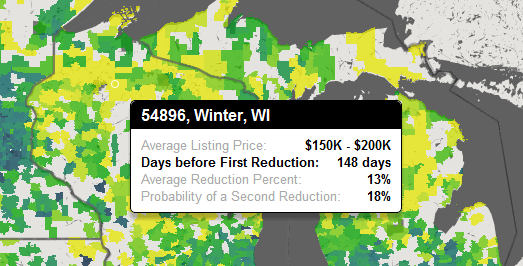 54896, Winter, WI
Average Listing Price: $150K - $200K
Days before First Reduction: 148 days
Average Reduction Percent: 13%
Probability of a Second Reduction: 18%